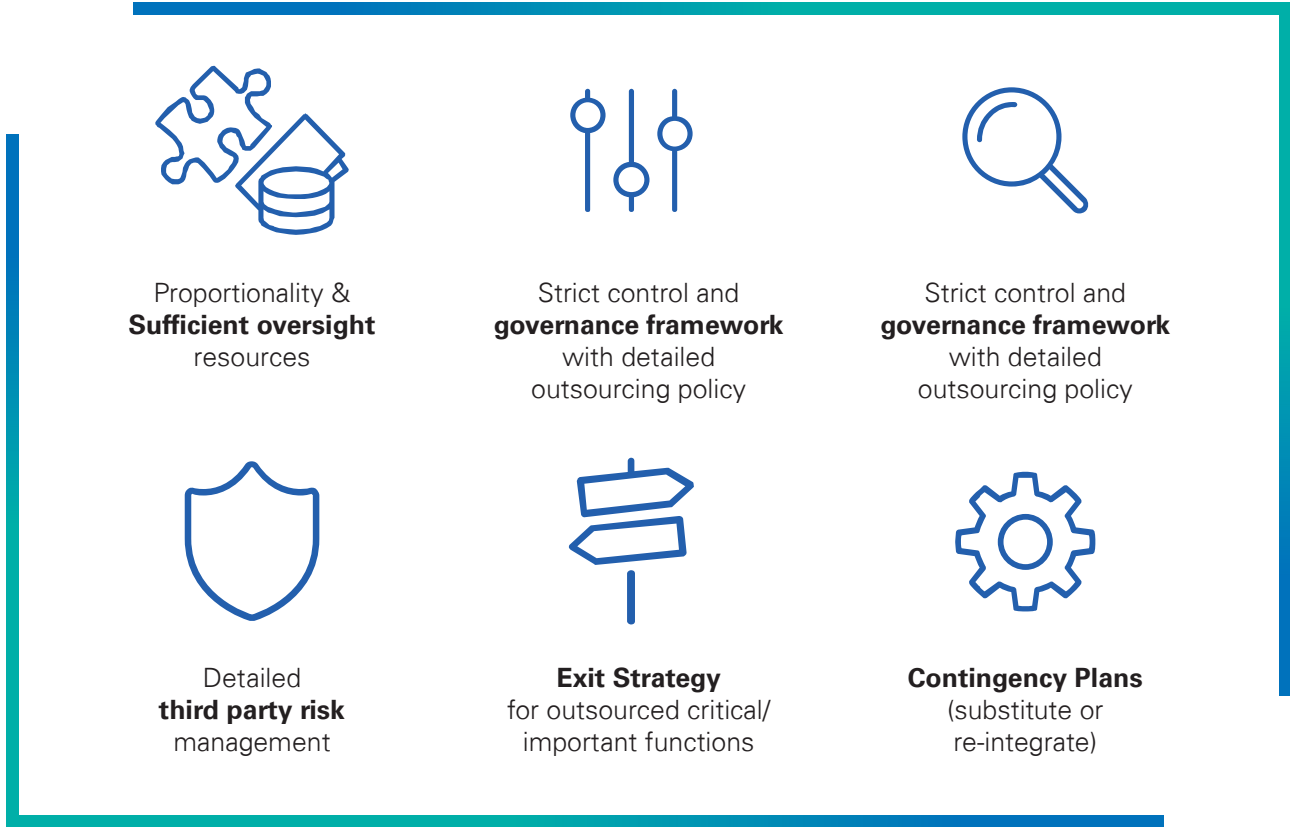 Proportionality &
Sufficient oversight
resources
Strict control and
governance framework
with detailed
outsourcing policy
Strict control and
governance framework
with detailed
outsourcing policy
Detailed
third party risk
management
Exit Strategy
for outsourced critical/
important functions
Contingency Plans
(substitute or
re-integrate)